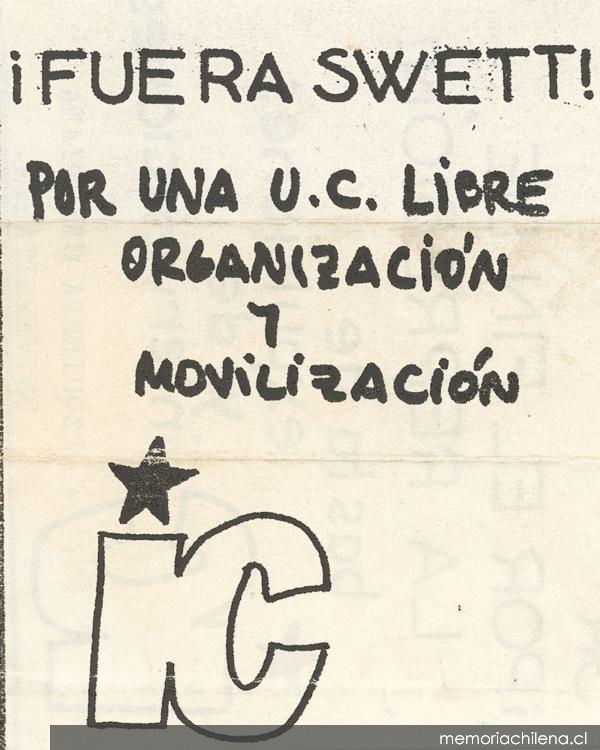 ¡FUERA SWETT!
POR UNA U.C. LIBRE
ORGANIZACIÓN
Y
MOVILIZACIÓN
iC
memoriachilena.cl